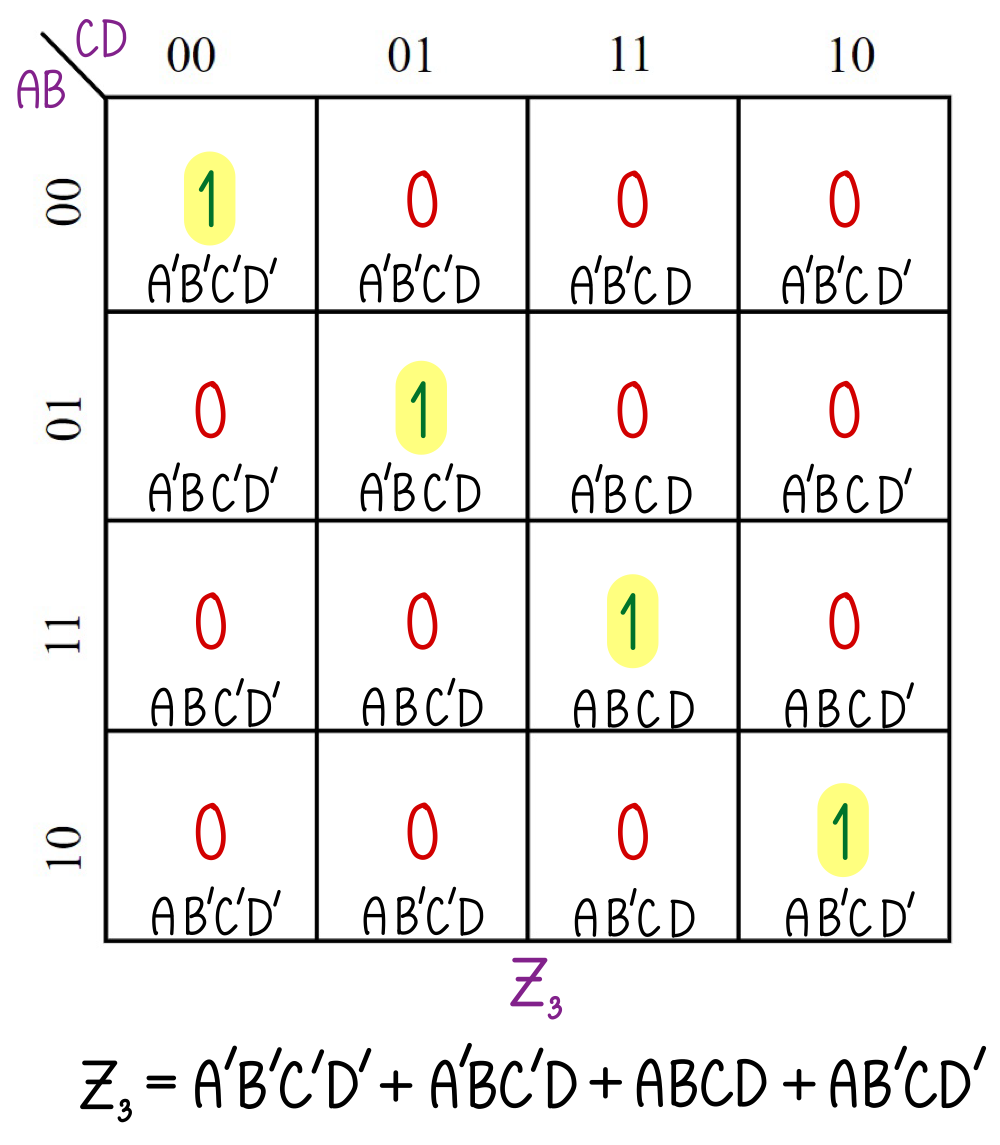 CD
AB
00 01 11 10
00
1 0 0 0
A'B'C'D' A'B'C'D A'B'CD A'B'CD'
01
0 1 0 0
A'BC'D' A'BC'D A'BCD A'BCD'
11
0 0 1 0
ABC'D' ABC'D ABCD ABCD'
10
0 0 0 1
AB'C'D' AB'C'D AB'CD AB'CD'
Z₃
Z₃ = A'B'C'D' + A'BC'D + ABCD + AB'CD'